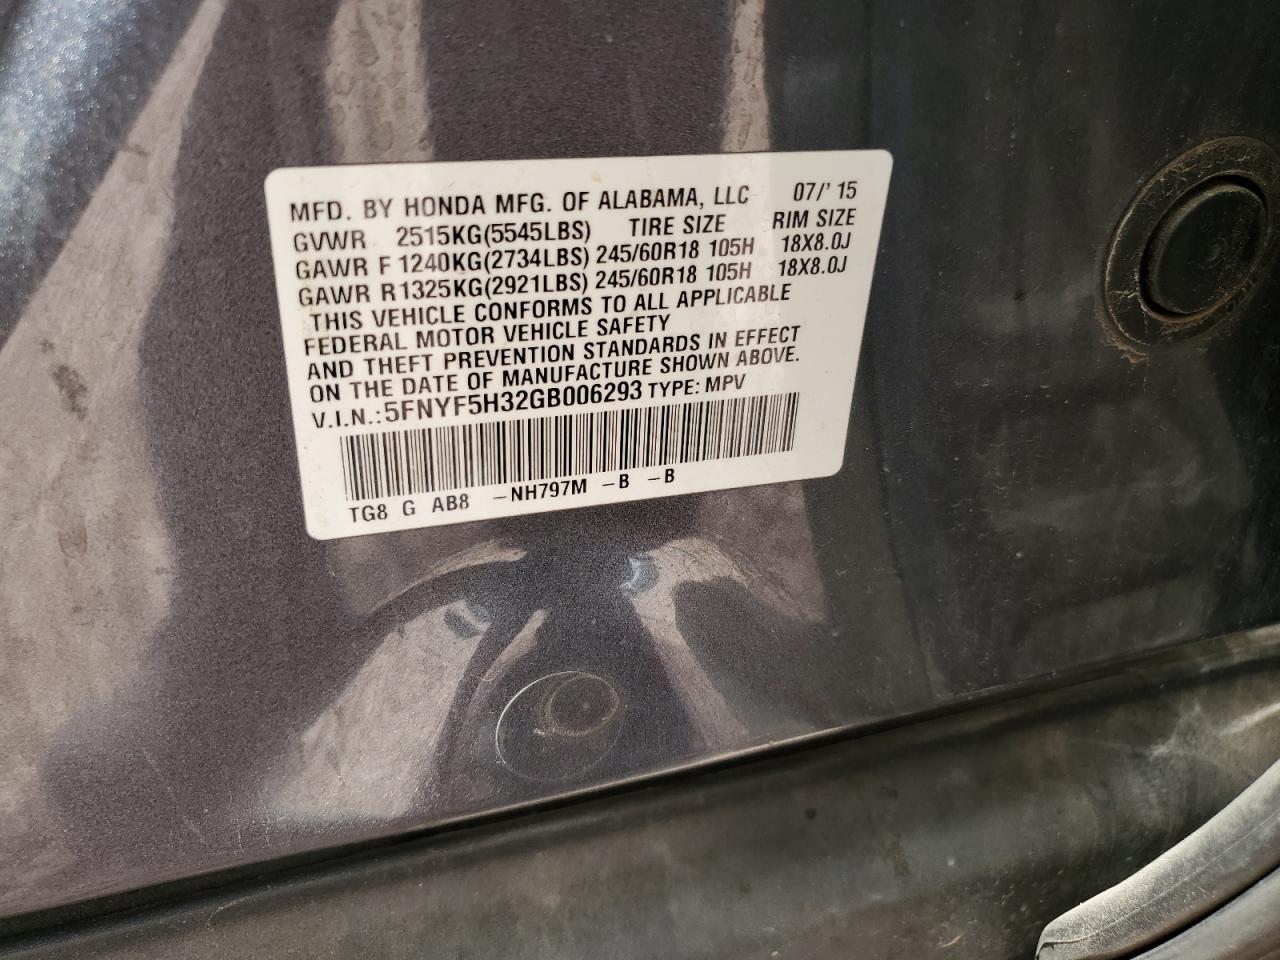 MFD. BY HONDA MFG. OF ALABAMA, LLC 07/' 15
GVWR 2515KG(5545LBS) TIRE SIZE RIM SIZE
GAWR F 1240KG(2734LBS) 245/60R18 105H 18X8.0J
GAWR R1325KG(2921LBS) 245/60R18 105H 18X8.0J
THIS VEHICLE CONFORMS TO ALL APPLICABLE
FEDERAL MOTOR VEHICLE SAFETY
AND THEFT PREVENTION STANDARDS IN EFFECT
ON THE DATE OF MANUFACTURE SHOWN ABOVE.
V.I.N.: 5FNYF5H32GB006293 TYPE: MPV
TG8 G AB8 -NH797M -B -B